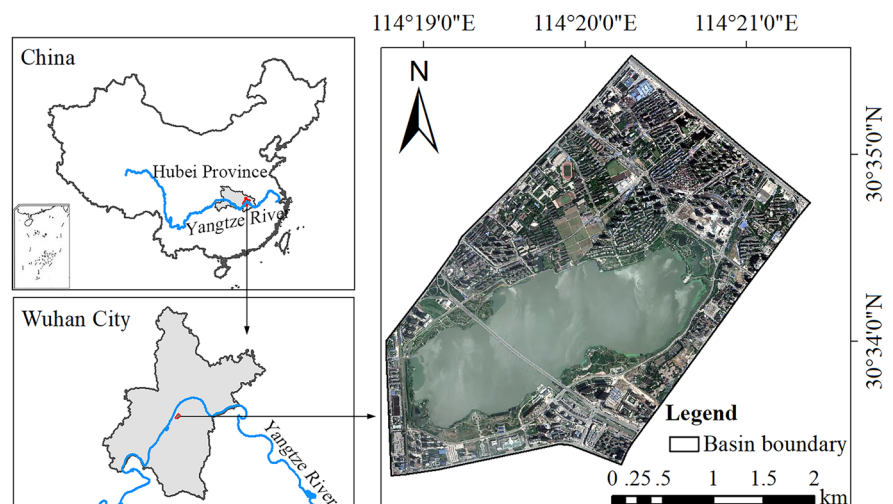 114°19'0"E 114°20'0"E 114°21'0"E
China
Hubei Province
Yangtze River
N
30°35'0"N
Wuhan City
Yangtze River
30°34'0"N
Legend
Basin boundary
0 .25.5 1 1.5 2
km